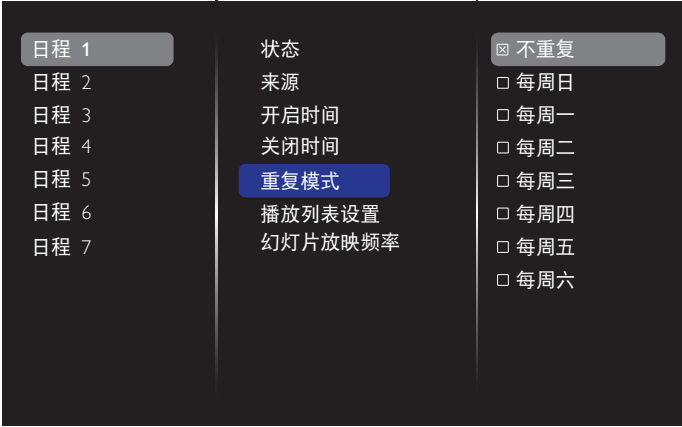 日程 1
日程 2
日程 3
日程 4
日程 5
日程 6
日程 7
状态
来源
开启时间
关闭时间
重复模式
播放列表设置
幻灯片放映频率
不重复
每周日
每周一
每周二
每周三
每周四
每周五
每周六